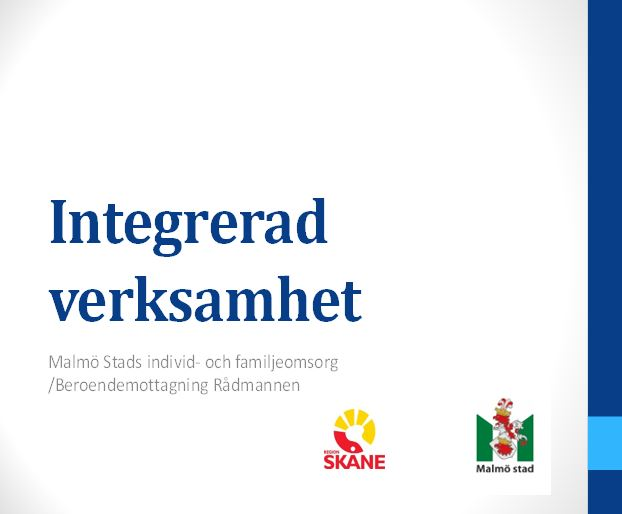 Integrerad
verksamhet
Malmö Stads individ- och familjeomsorg
/Beroendemottagning Rådmannen
REGION
SKÅNE
Malmö stad